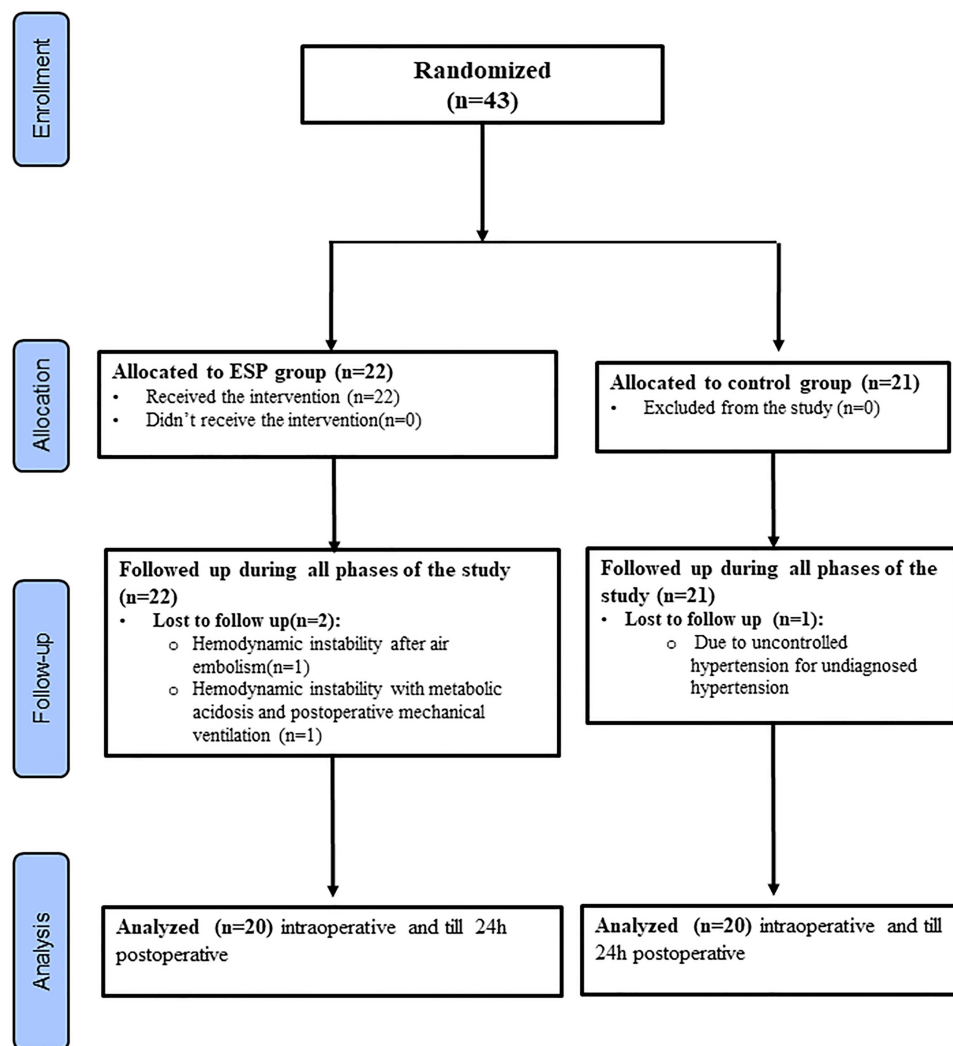 Enrollment
Randomized
(n=43)
Allocation
Allocated to ESP group (n=22)
• Received the intervention (n=22)
• Didn’t receive the intervention(n=0)
Allocated to control group (n=21)
• Excluded from the study (n=0)
Follow-up
Followed up during all phases of the study
(n=22)
• Lost to follow up(n=2):
o Hemodynamic instability after air
embolism(n=1)
o Hemodynamic instability with metabolic
acidosis and postoperative mechanical
ventilation (n=1)
Followed up during all phases of the
study (n=21)
• Lost to follow up (n=1):
o Due to uncontrolled
hypertension for undiagnosed
hypertension
Analysis
Analyzed (n=20) intraoperative and till 24h
postoperative
Analyzed (n=20) intraoperative and till
24h postoperative